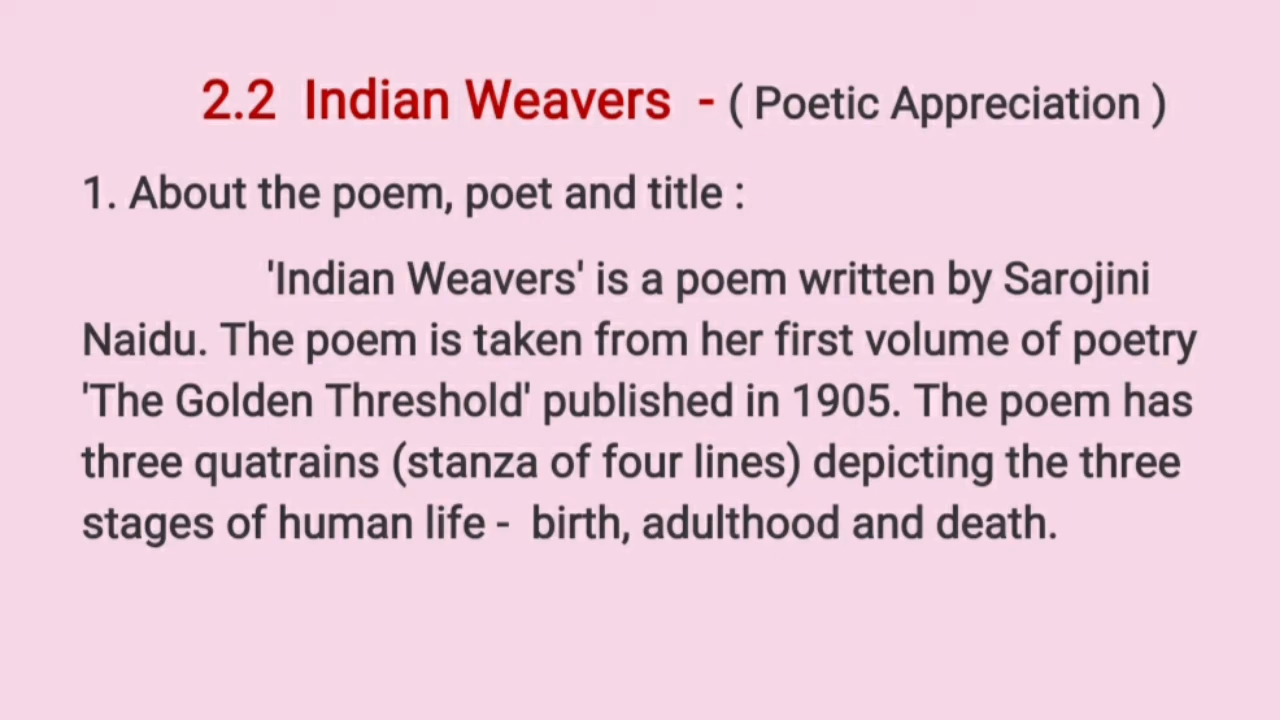 2.2 Indian Weavers - ( Poetic Appreciation )
1. About the poem, poet and title :
'Indian Weavers' is a poem written by Sarojini
Naidu. The poem is taken from her first volume of poetry
'The Golden Threshold' published in 1905. The poem has
three quatrains (stanza of four lines) depicting the three
stages of human life - birth, adulthood and death.